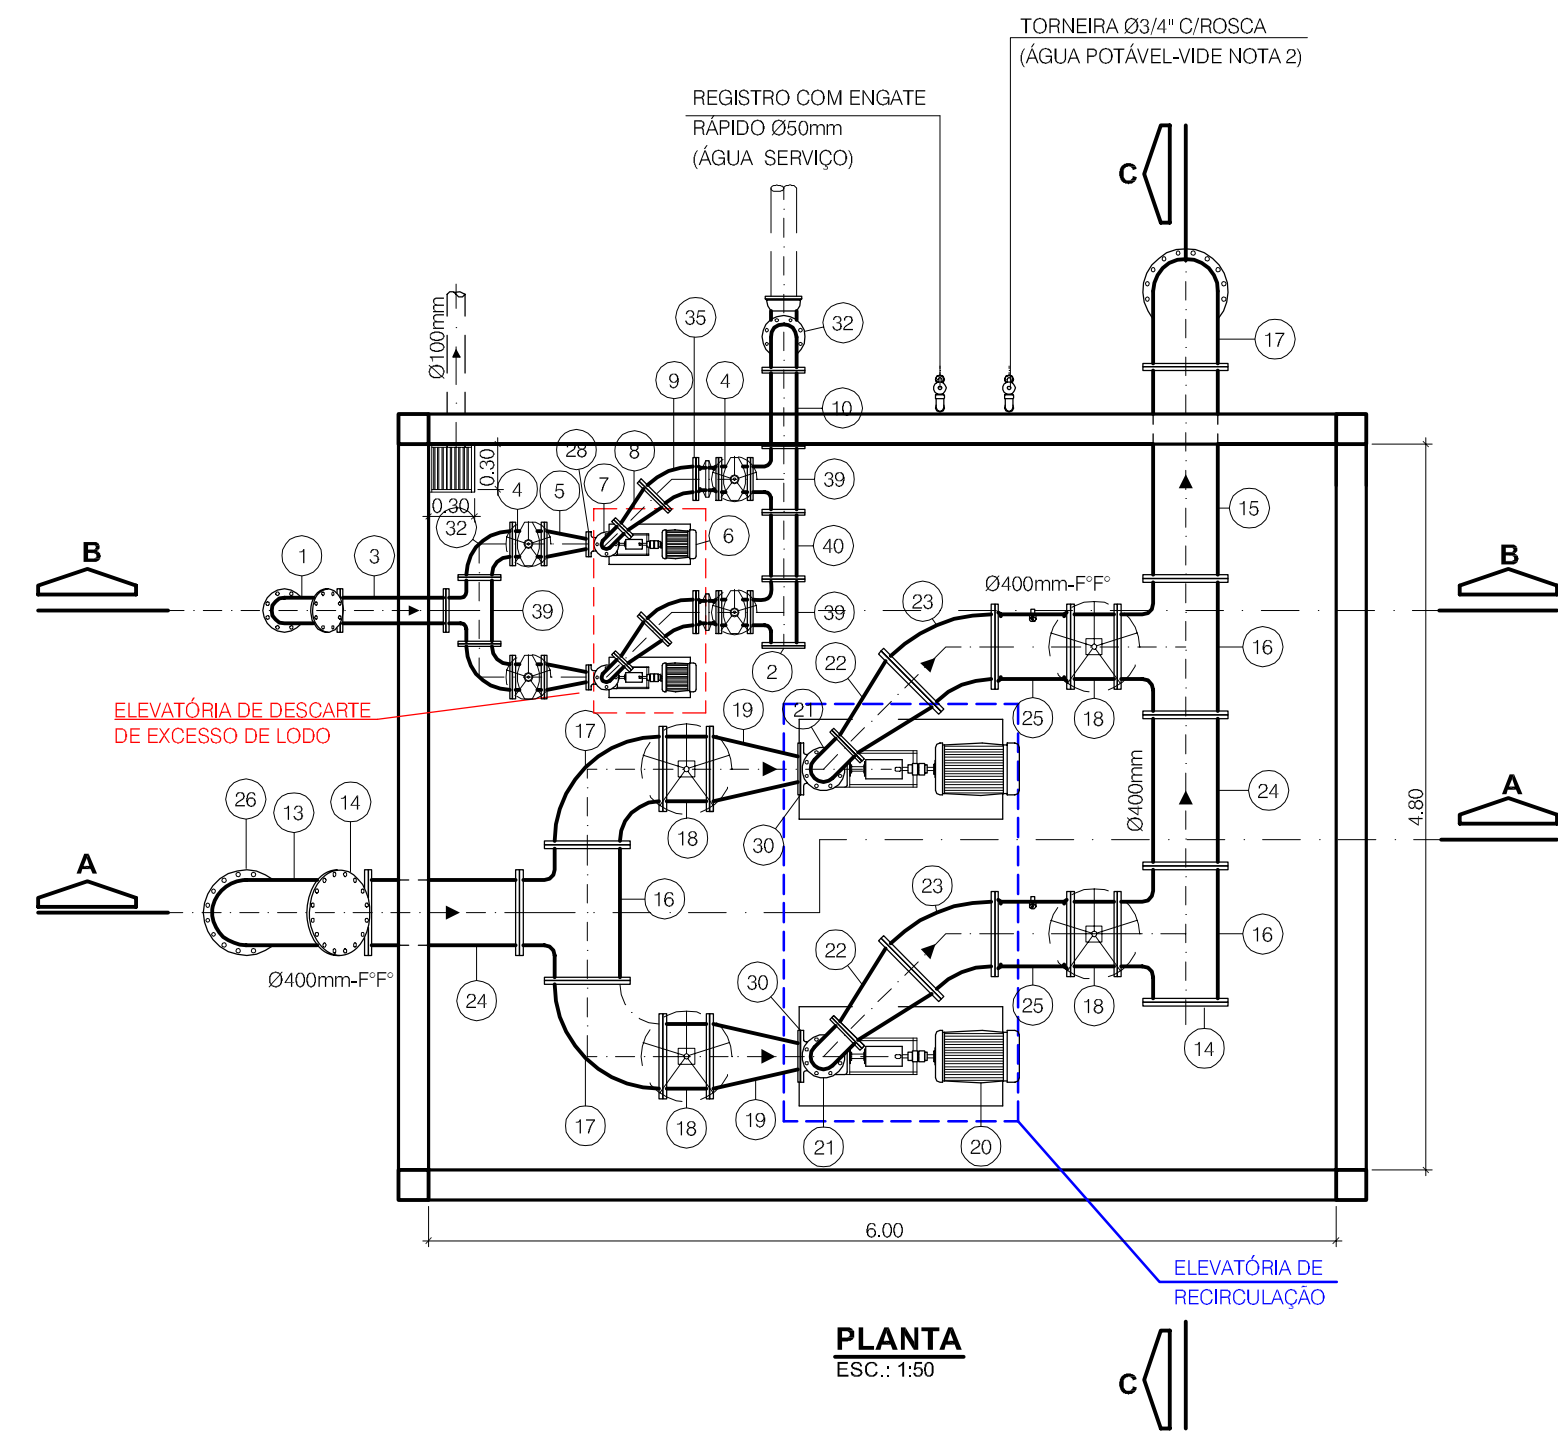 TORNEIRA Ø3/4" C/ROSCA
(ÁGUA POTÁVEL-VIDE NOTA 2)
REGISTRO COM ENGATE
RÁPIDO Ø50mm
(ÁGUA SERVIÇO)
C
Ø100mm
35
32
17
9
4
10
28
8
7
39
0.30
0.30
4
5
32
6
15
40
B
1
3
39
39
2
Ø400mm-FºFº
23
B
16
22
ELEVATÓRIA DE DESCARTE
DE EXCESSO DE LODO
17
19
21
25
18
26
13
14
18
30
Ø400mm
24
4.80
A
A
16
23
16
22
Ø400mm-FºFº
24
30
25
18
14
17
18
19
21
20
6.00
ELEVATÓRIA DE
RECIRCULAÇÃO
PLANTA
ESC.: 1:50
C